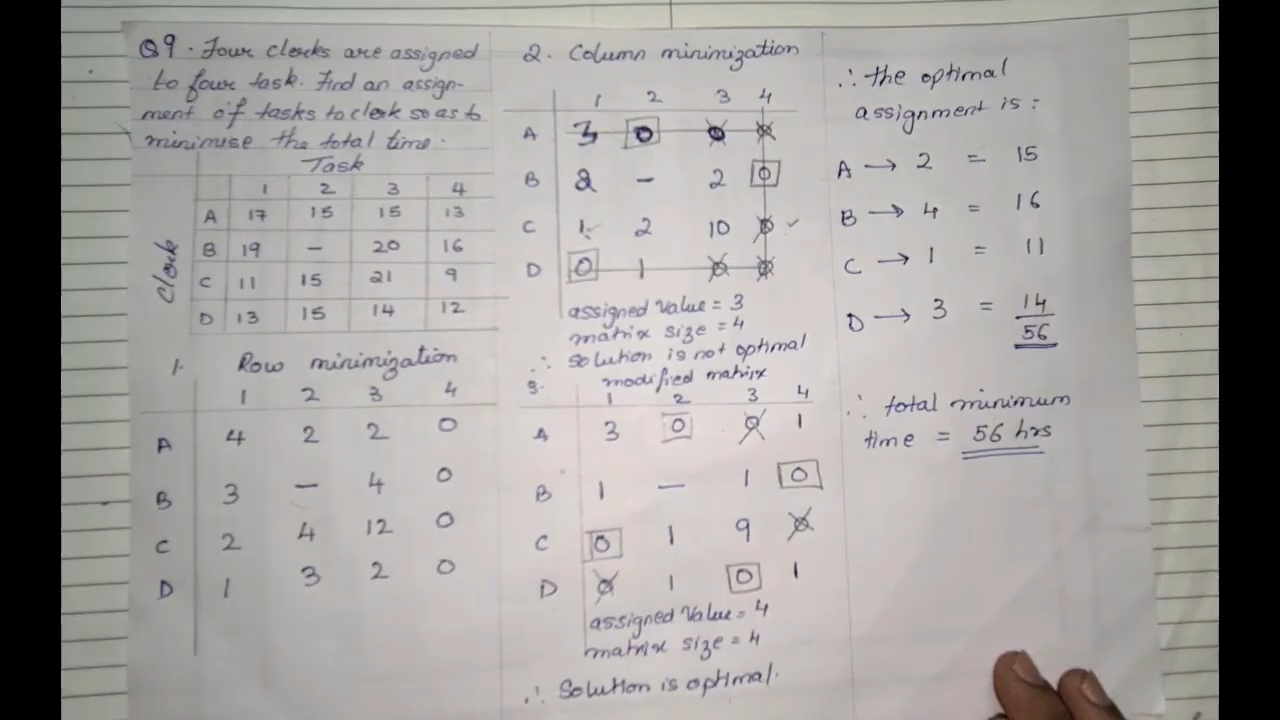 Q9. Four clerks are assigned
to four task. Find an assign-
ment of tasks to clerk so as to
minimise the total time.
Task
1 2 3 4
A 17 15 15 13
B 19 — 20 16
C 11 15 21 9
D 13 15 14 12
Clerk
1. Row minimization
1 2 3 4
A 4 2 2 0
B 3 — 4 0
C 2 4 12 0
D 1 3 2 0
2. Column minimization
1 2 3 4
A 3 0 0 0
B 2 — 2 0
C 1 2 10 0 ✓
D 0 1 0 0
assigned value = 3
matrix size = 4
∴ Solution is not optimal
3. modified matrix
1 2 3 4
A 3 0 0 1
B 1 — 1 0
C 0 1 9 0
D 0 1 0 1
assigned value = 4
matrix size = 4
∴ Solution is optimal.
∴ the optimal
assignment is :
A → 2 = 15
B → 4 = 16
C → 1 = 11
D → 3 = 14
56
∴ total minimum
time = 56 hrs